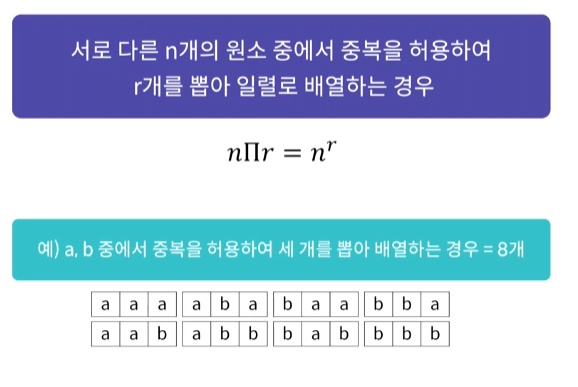 서로 다른 n개의 원소 중에서 중복을 허용하여
r개를 뽑아 일렬로 배열하는 경우
n∏r = n^r
예) a, b 중에서 중복을 허용하여 세 개를 뽑아 배열하는 경우 = 8개
a a a a b a b a a b b a
a a b a b b b a b b b b